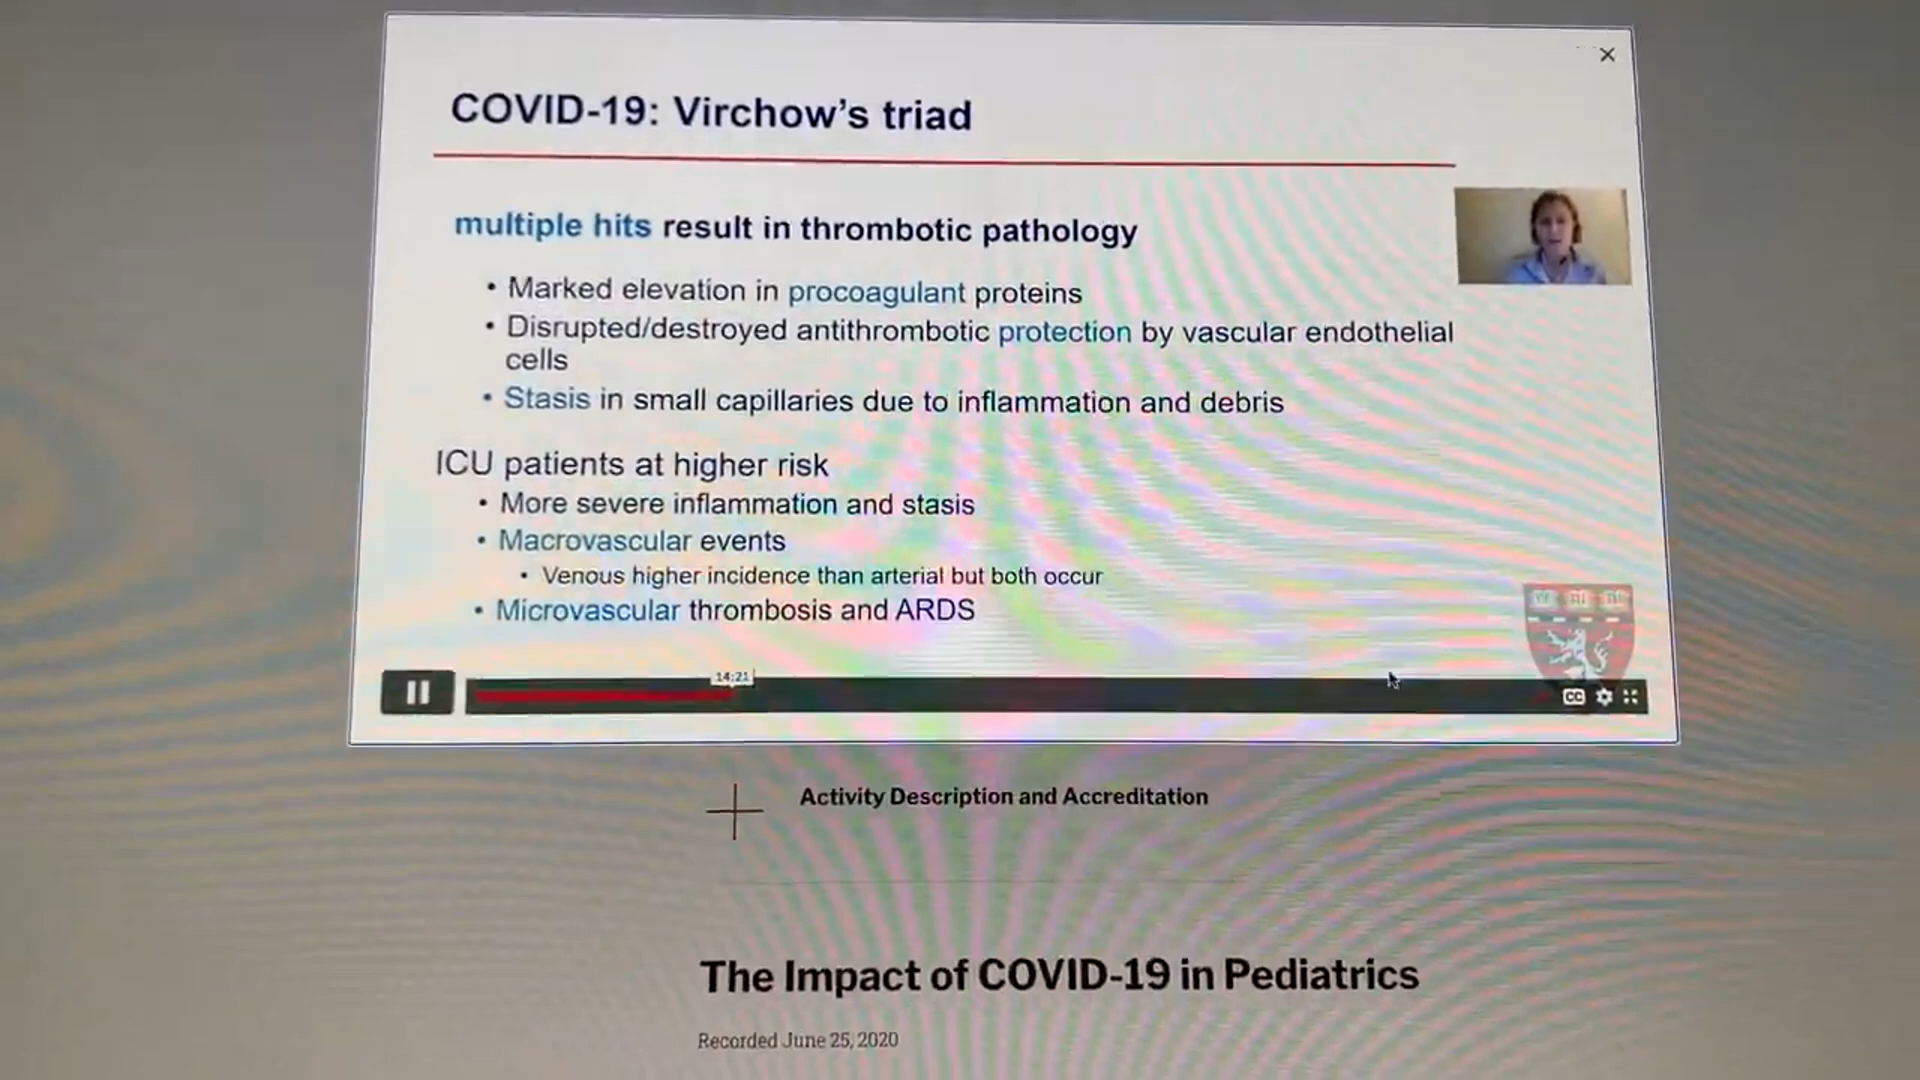 COVID-19: Virchow's triad
multiple hits result in thrombotic pathology
• Marked elevation in procoagulant proteins
• Disrupted/destroyed antithrombotic protection by vascular endothelial
cells
• Stasis in small capillaries due to inflammation and debris
ICU patients at higher risk
• More severe inflammation and stasis
• Macrovascular events
• Venous higher incidence than arterial but both occur
• Microvascular thrombosis and ARDS
14:21
CC
Activity Description and Accreditation
The Impact of COVID-19 in Pediatrics
Recorded June 25, 2020